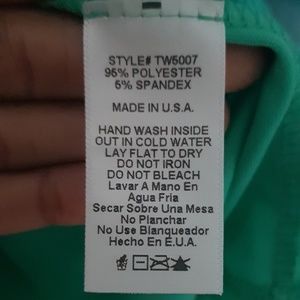 STYLE# TW5007
95% POLYESTER
5% SPANDEX
MADE IN U.S.A.
HAND WASH INSIDE
OUT IN COLD WATER
LAY FLAT TO DRY
DO NOT IRON
DO NOT BLEACH
Lavar A Mano En
Agua Fria
Secar Sobre Una Mesa
No Planchar
No Use Blanqueador
Hecho En E.U.A.